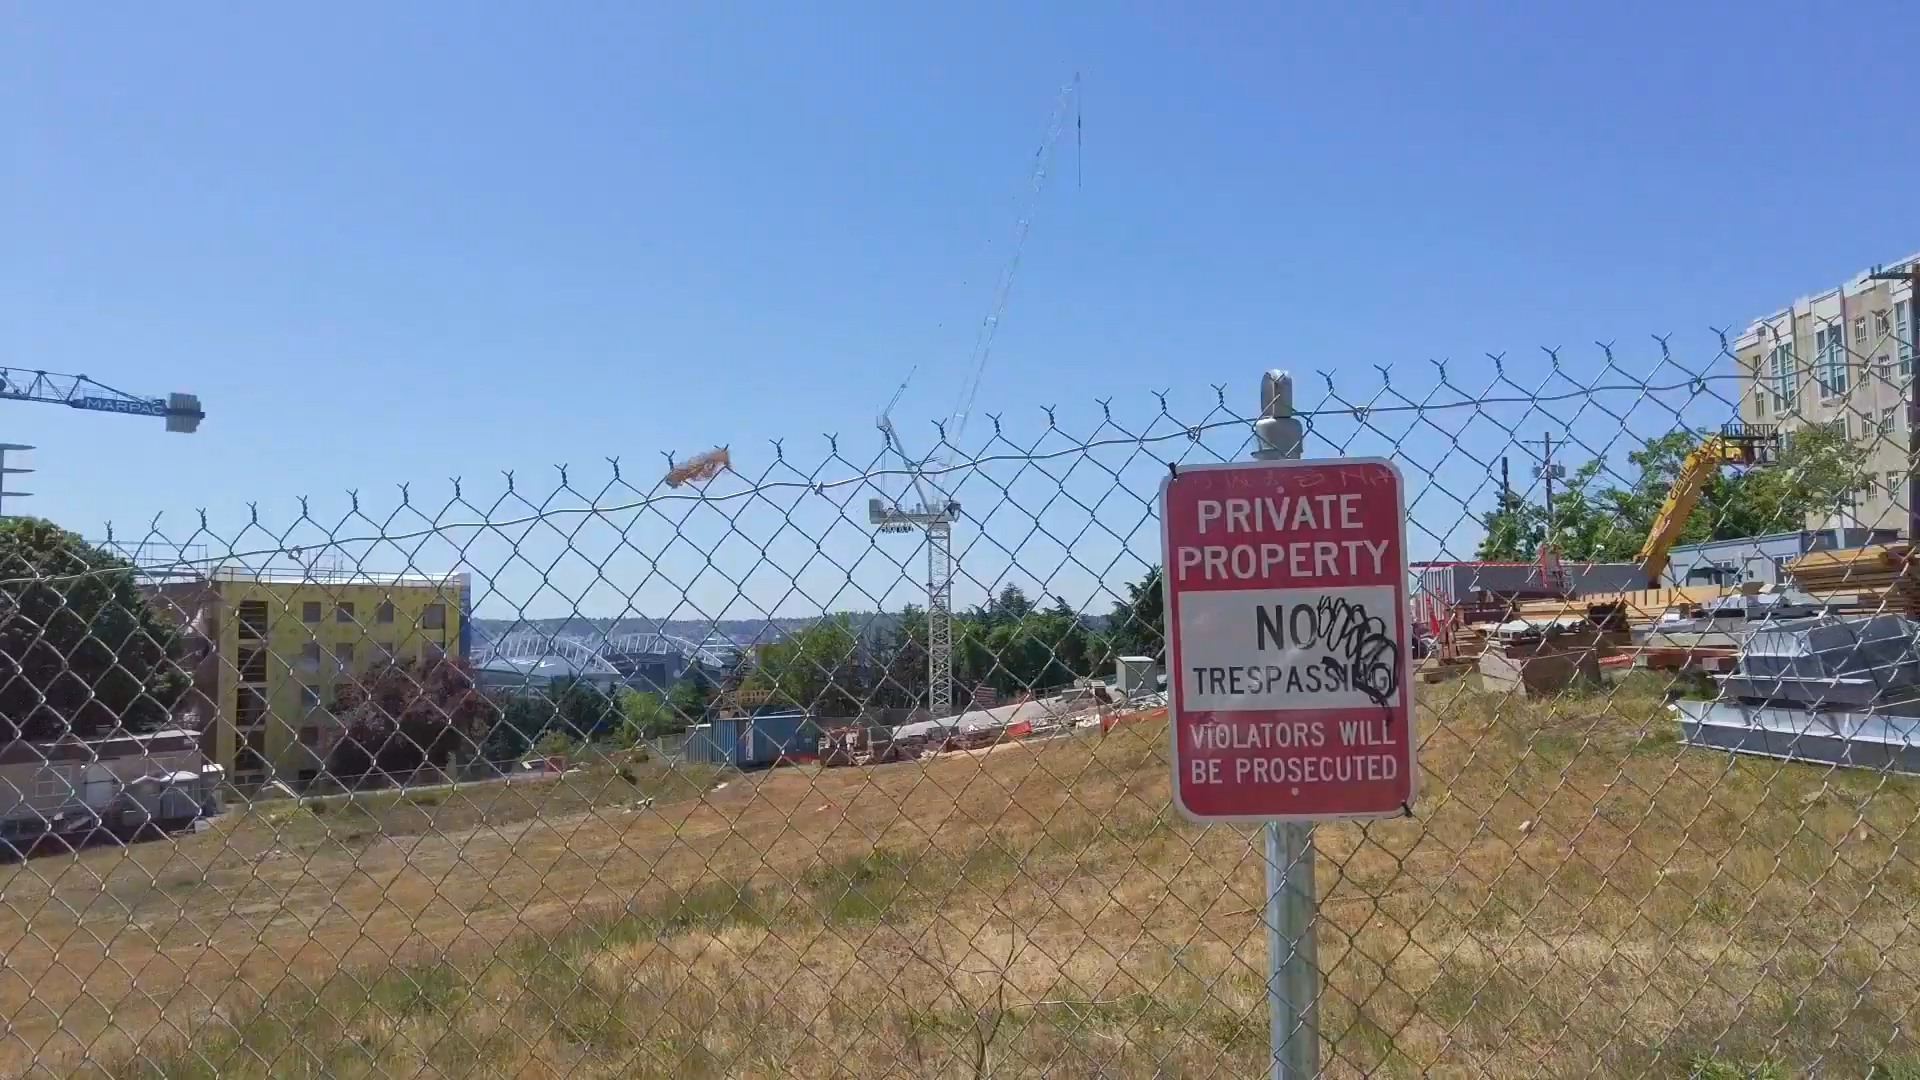 MARPAC
PRIVATE
PROPERTY
NO
TRESPASSING
VIOLATORS WILL
BE PROSECUTED